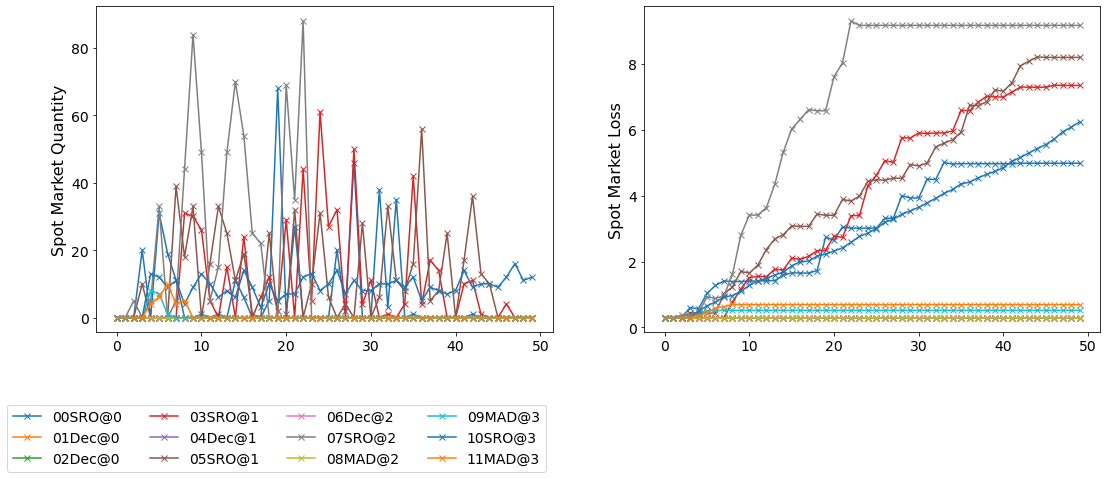 Spot Market Quantity
80
60
40
20
0
0 10 20 30 40 50
Spot Market Loss
8
6
4
2
0
0 10 20 30 40 50
00SRO@0 03SRO@1 06Dec@2 09MAD@3
01Dec@0 04Dec@1 07SRO@2 10SRO@3
02Dec@0 05SRO@1 08MAD@2 11MAD@3